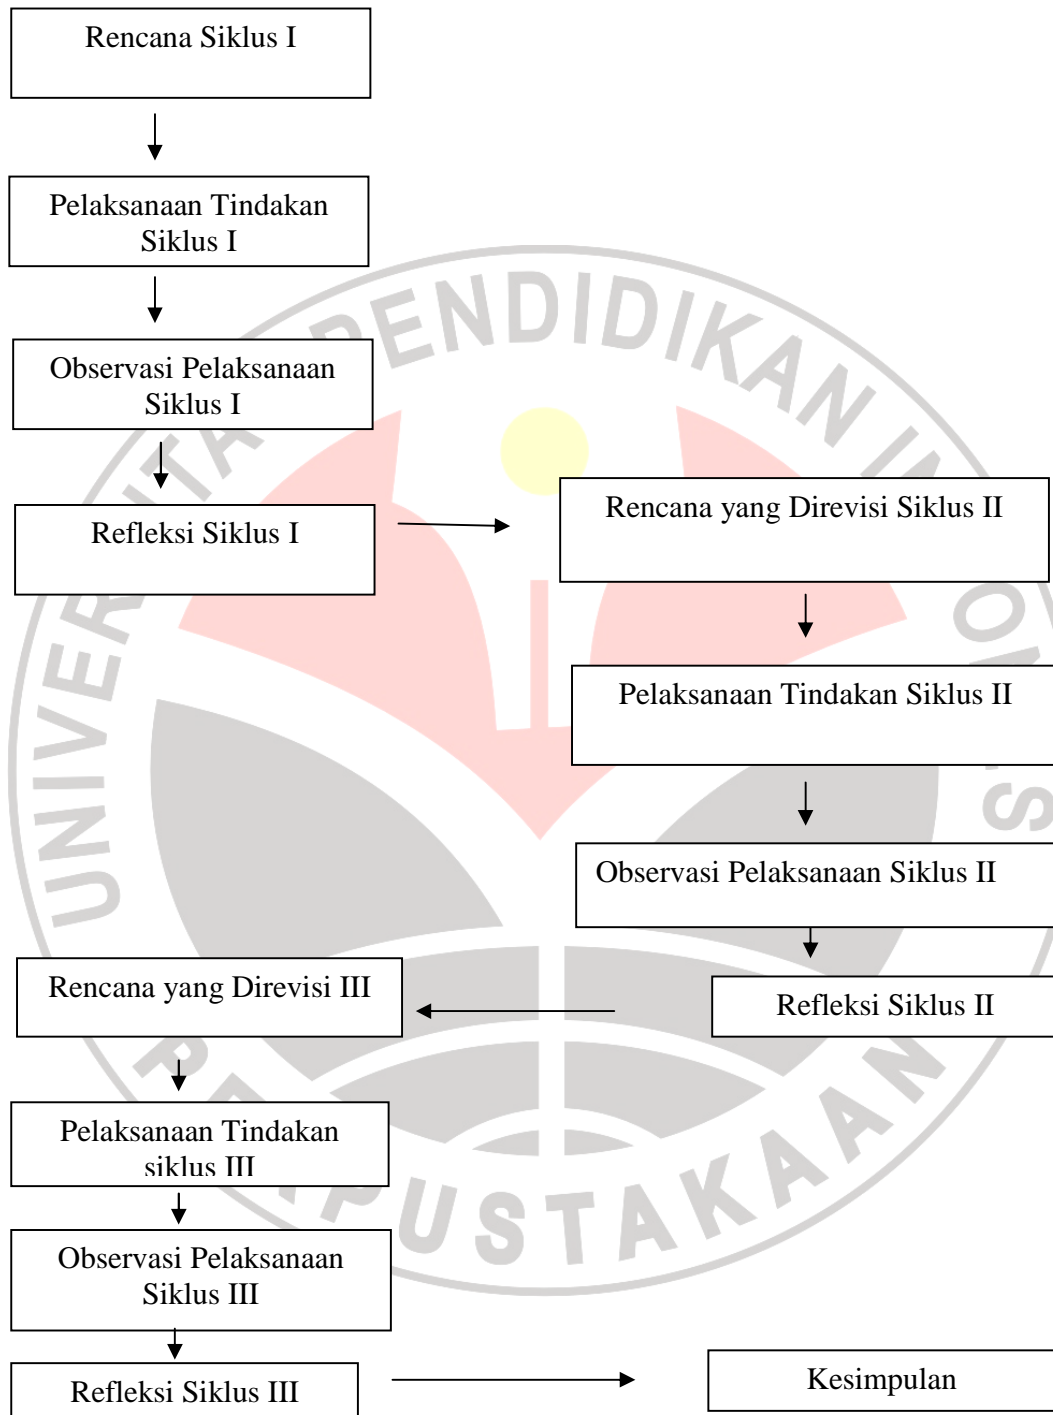 Rencana Siklus I
Pelaksanaan Tindakan
Siklus I
Observasi Pelaksanaan
Siklus I
Refleksi Siklus I
Rencana yang Direvisi Siklus II
Pelaksanaan Tindakan Siklus II
Observasi Pelaksanaan Siklus II
Refleksi Siklus II
Rencana yang Direvisi III
Pelaksanaan Tindakan
siklus III
Observasi Pelaksanaan
Siklus III
Refleksi Siklus III
Kesimpulan
PENDIDIKAN
PERPUSTAKAAN